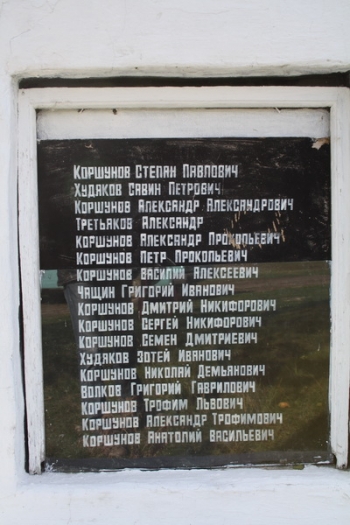 Коршунов Степан Павлович
Худяков Савин Петрович
Коршунов Александр Александрович
Третьяков Александр
Коршунов Александр Прокопьевич
Коршунов Петр Прокопьевич
Коршунов Василий Алексеевич
Чащин Григорий Иванович
Коршунов Дмитрий Никифорович
Коршунов Сергей Никифорович
Коршунов Семен Дмитриевич
Худяков Зотей Иванович
Коршунов Николай Демьянович
Волков Григорий Гаврилович
Коршунов Трофим Львович
Коршунов Александр Трофимович
Коршунов Анатолий Васильевич